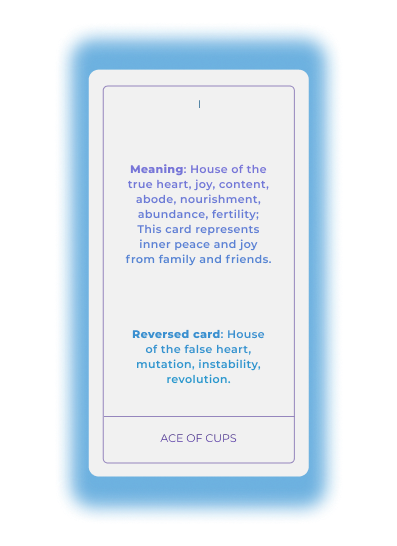 I
Meaning: House of the
true heart, joy, content,
abode, nourishment,
abundance, fertility;
This card represents
inner peace and joy
from family and friends.
Reversed card: House
of the false heart,
mutation, instability,
revolution.
ACE OF CUPS